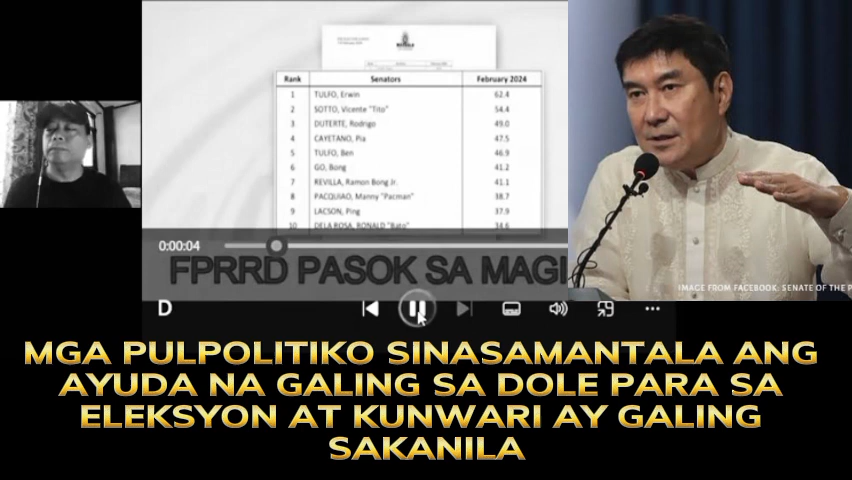 Rank Senators February 2024
1 TULFO, Erwin 62.4
2 SOTTO, Vicente "Tito" 54.4
3 DUTERTE, Rodrigo 49.0
4 CAYETANO, Pia 47.5
5 TULFO, Ben 46.9
6 GO, Bong 41.2
7 REVILLA, Ramon Bong Jr. 41.1
8 PACQUIAO, Manny "Pacman" 38.7
9 LACSON, Ping 37.9
10 DELA ROSA, RONALD "Bato" 34.6
0:00:04
FPRRD PASOK SA MAGI
D
IMAGE FROM FACEBOOK: SENATE OF THE P
MGA PULPOLITIKO SINASAMANTALA ANG
AYUDA NA GALING SA DOLE PARA SA
ELEKSYON AT KUNWARI AY GALING
SAKANILA